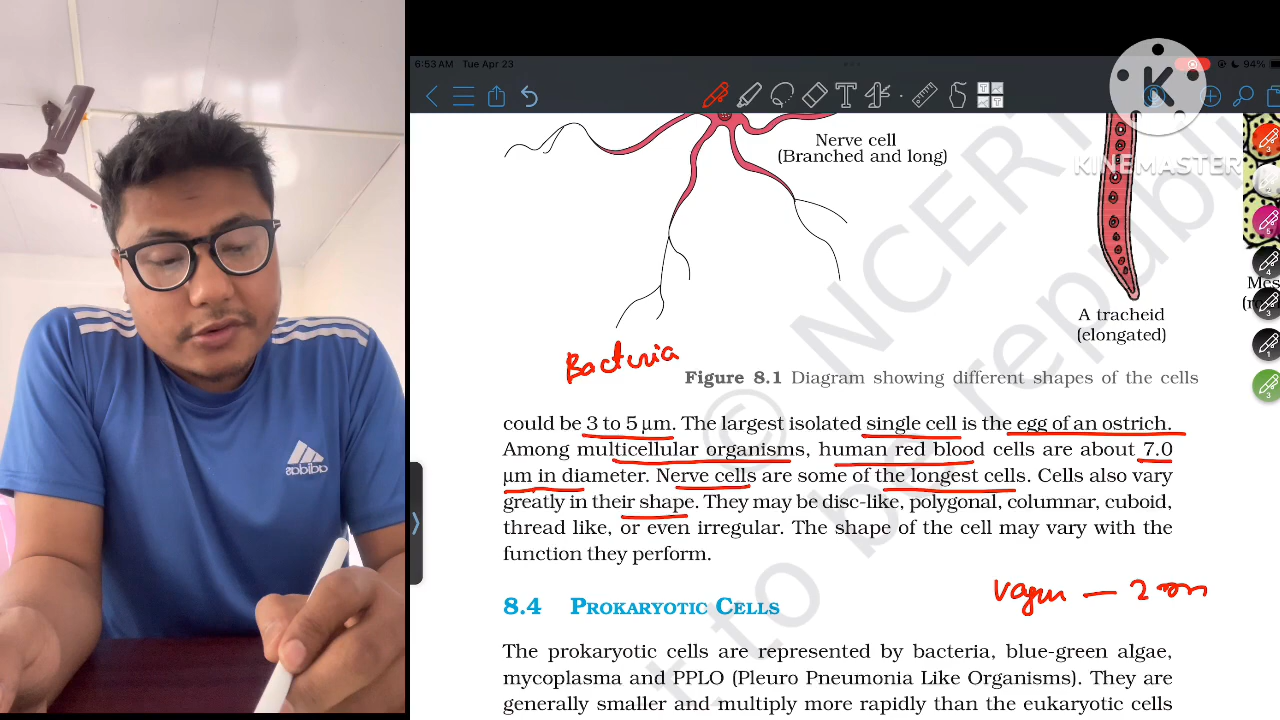 6:53 AM Tue Apr 23
94%
KINEMASTER
K
Nerve cell
(Branched and long)
A tracheid
(elongated)
Bacteria
Figure 8.1 Diagram showing different shapes of the cells
could be 3 to 5 µm. The largest isolated single cell is the egg of an ostrich.
Among multicellular organisms, human red blood cells are about 7.0
µm in diameter. Nerve cells are some of the longest cells. Cells also vary
greatly in their shape. They may be disc-like, polygonal, columnar, cuboid,
thread like, or even irregular. The shape of the cell may vary with the
function they perform.
8.4 PROKARYOTIC CELLS
The prokaryotic cells are represented by bacteria, blue-green algae,
mycoplasma and PPLO (Pleuro Pneumonia Like Organisms). They are
generally smaller and multiply more rapidly than the eukaryotic cells
© NCERT
to be republi
adidas